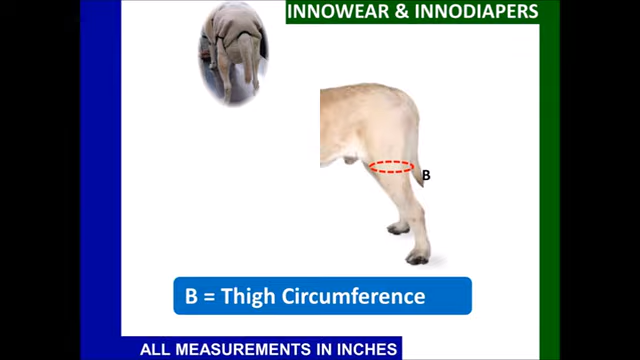 INNOWEAR & INNODIAPERS
B
B = Thigh Circumference
ALL MEASUREMENTS IN INCHES